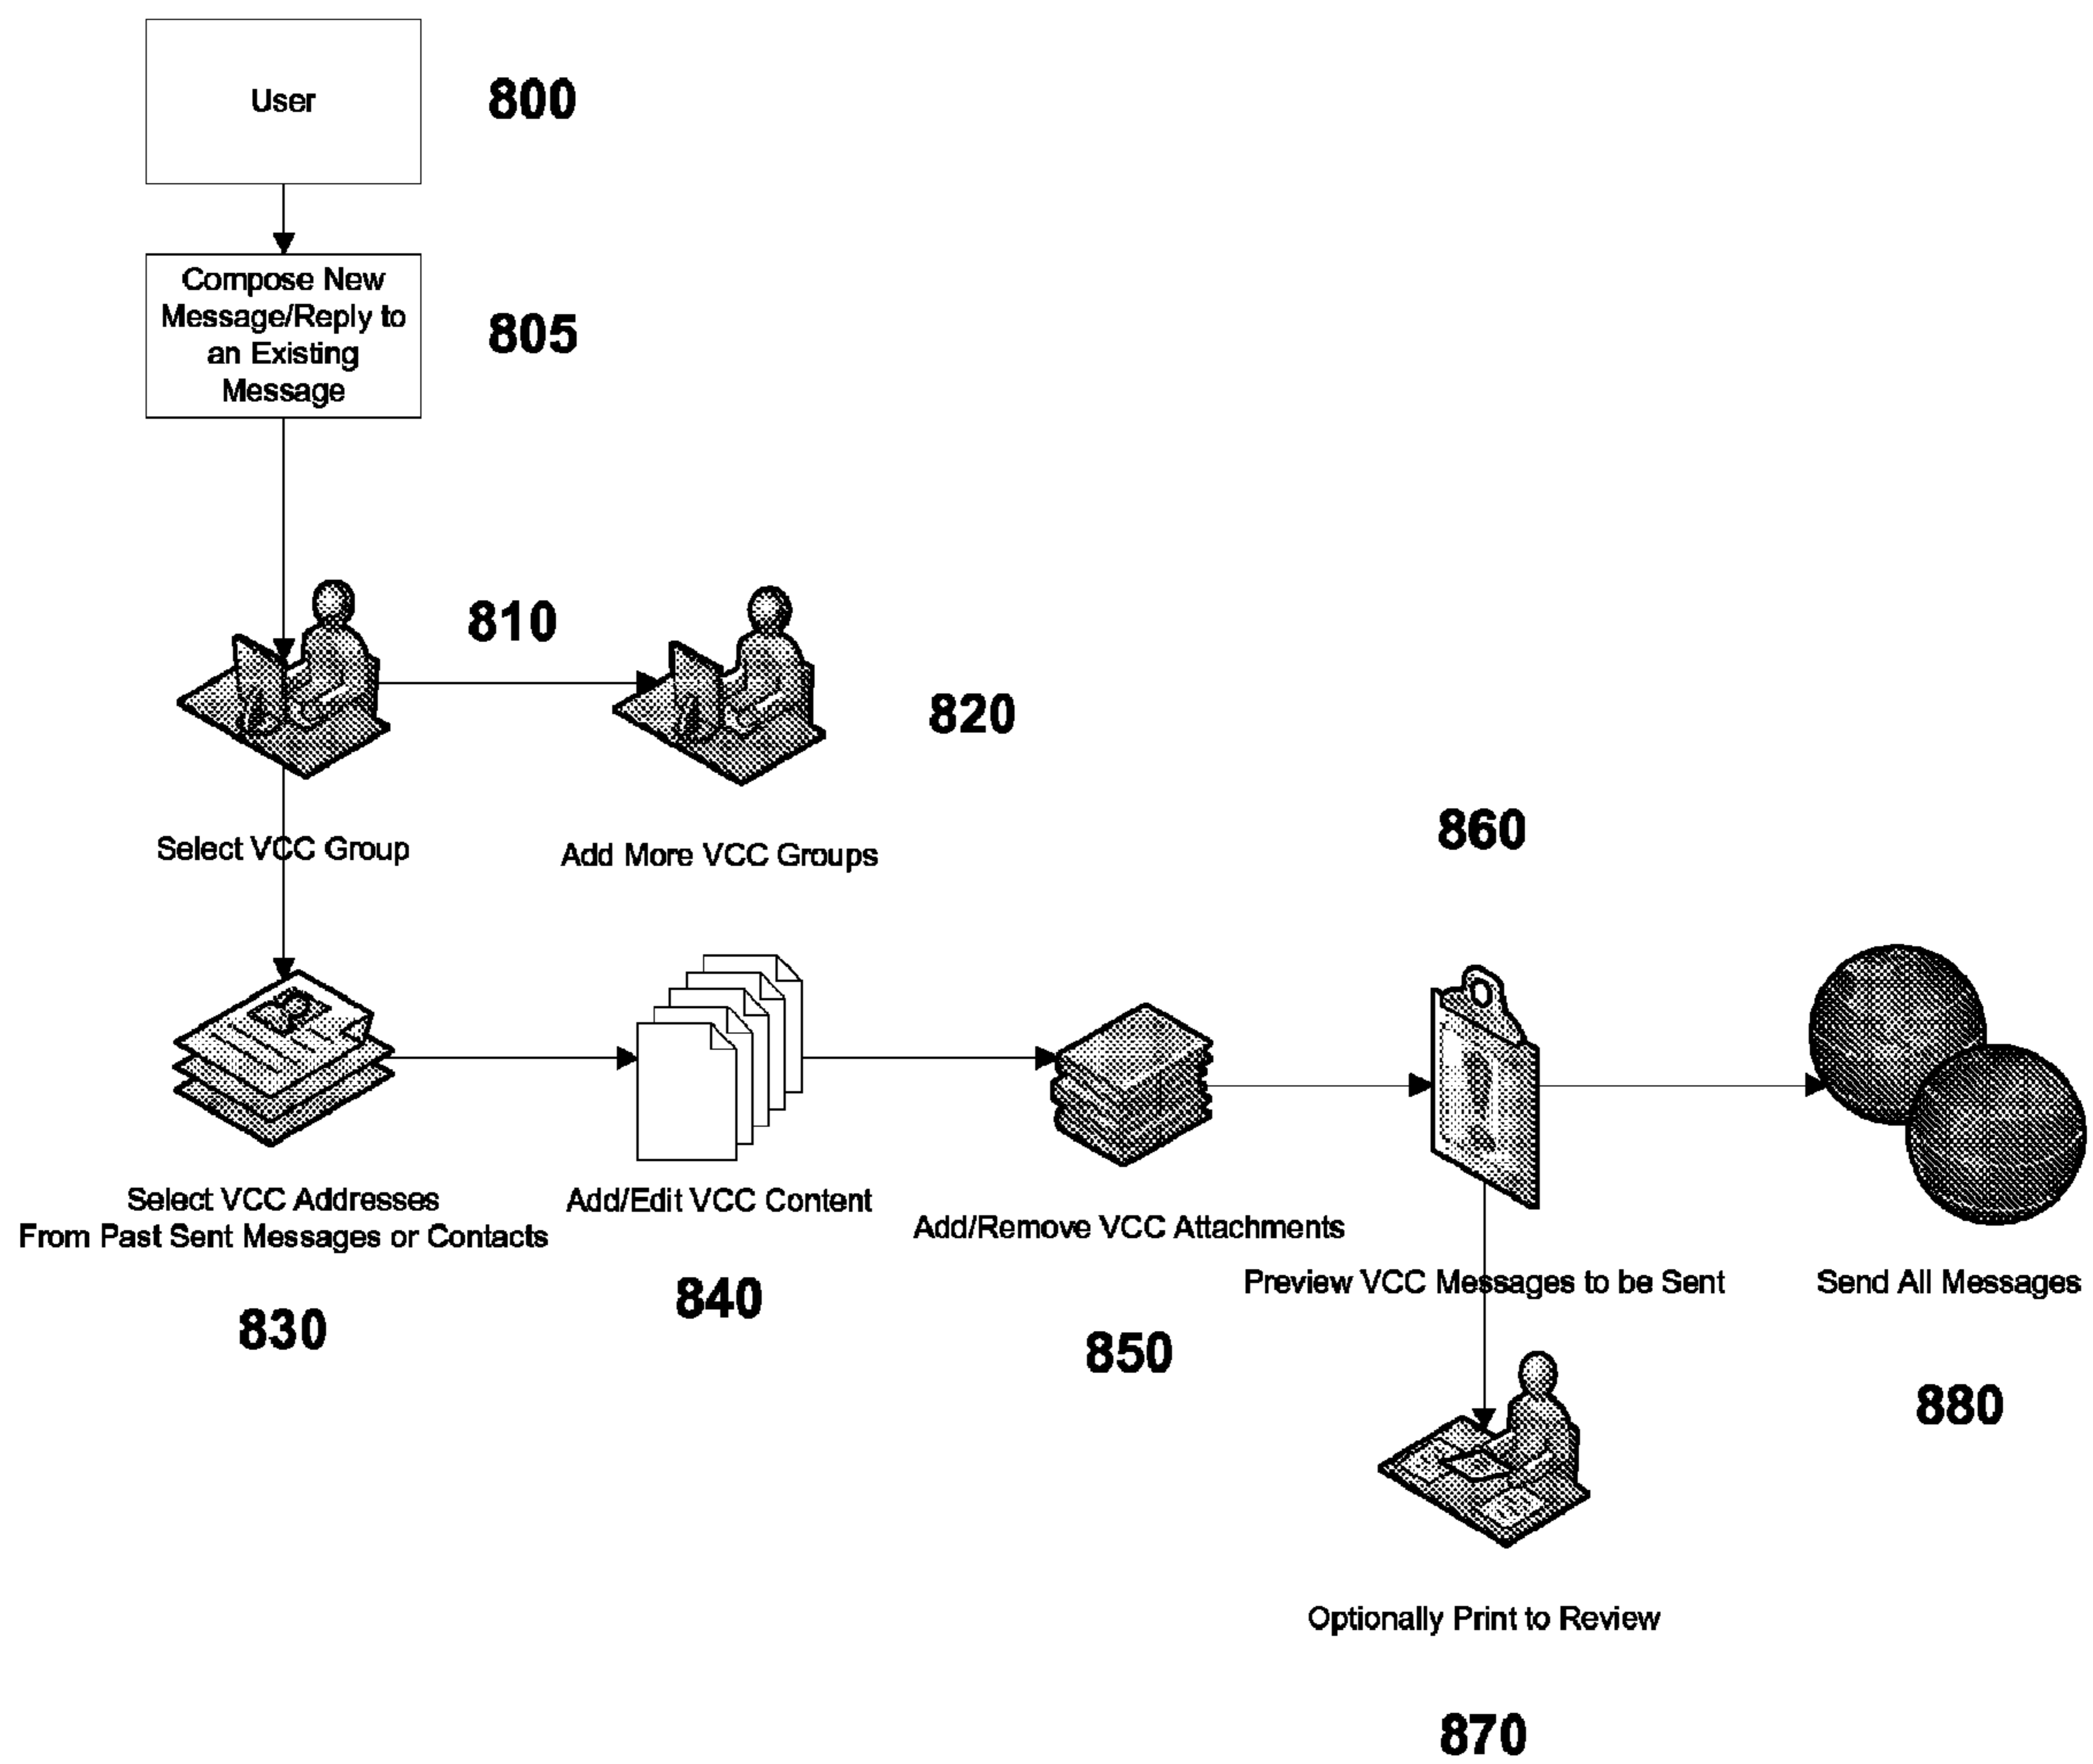 User
800
Compose New
Message/Reply to
an Existing
Message
805
810
820
Select VCC Group
Add More VCC Groups
860
Select VCC Addresses
From Past Sent Messages or Contacts
Add/Edit VCC Content
Add/Remove VCC Attachments
Preview VCC Messages to be Sent
Send All Messages
830
840
850
880
Optionally Print to Review
870